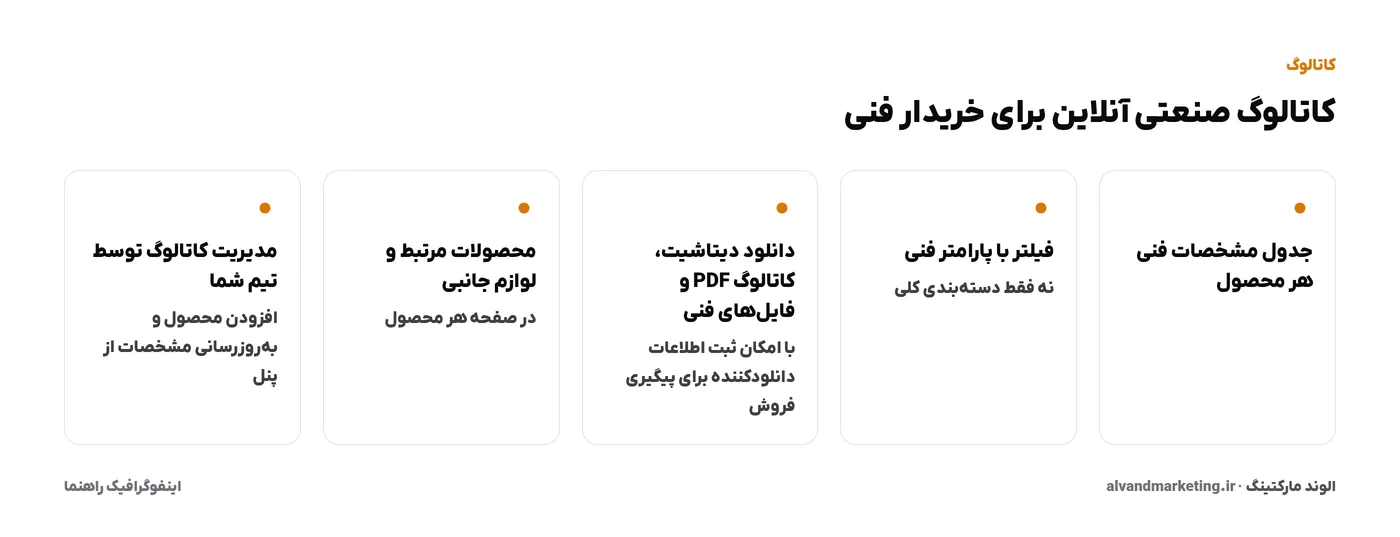 کاتالوگ
کاتالوگ صنعتی آنلاین برای خریدار فنی
جدول مشخصات فنی
هر محصول
فیلتر با پارامتر فنی
نه فقط دسته‌بندی کلی
دانلود دیتاشیت،
کاتالوگ PDF و
فایل‌های فنی
با امکان ثبت اطلاعات
دانلودکننده برای پیگیری
فروش
محصولات مرتبط و
لوازم جانبی
در صفحه هر محصول
مدیریت کاتالوگ توسط
تیم شما
افزودن محصول و
به‌روزرسانی مشخصات از
پنل
الوند مارکتینگ · alvandmarketing.ir
اینفوگرافیک راهنما